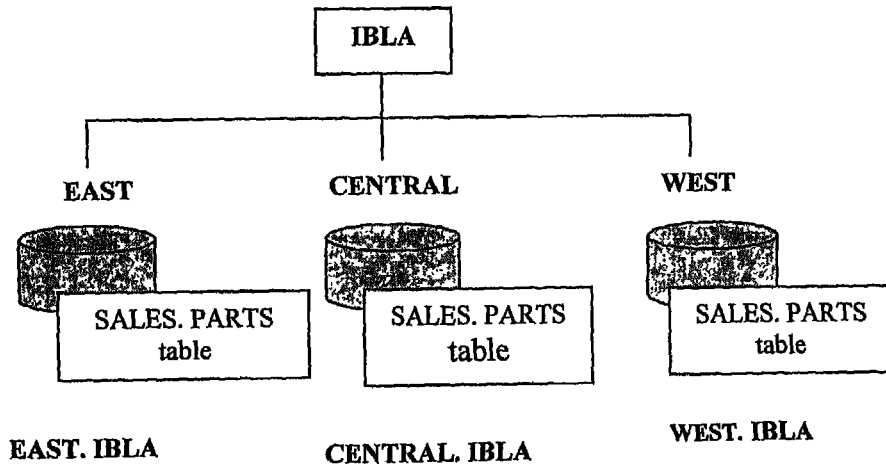 IBLA
EAST
CENTRAL
WEST
SALES. PARTS
table
SALES. PARTS
table
SALES. PARTS
table
EAST. IBLA
CENTRAL. IBLA
WEST. IBLA